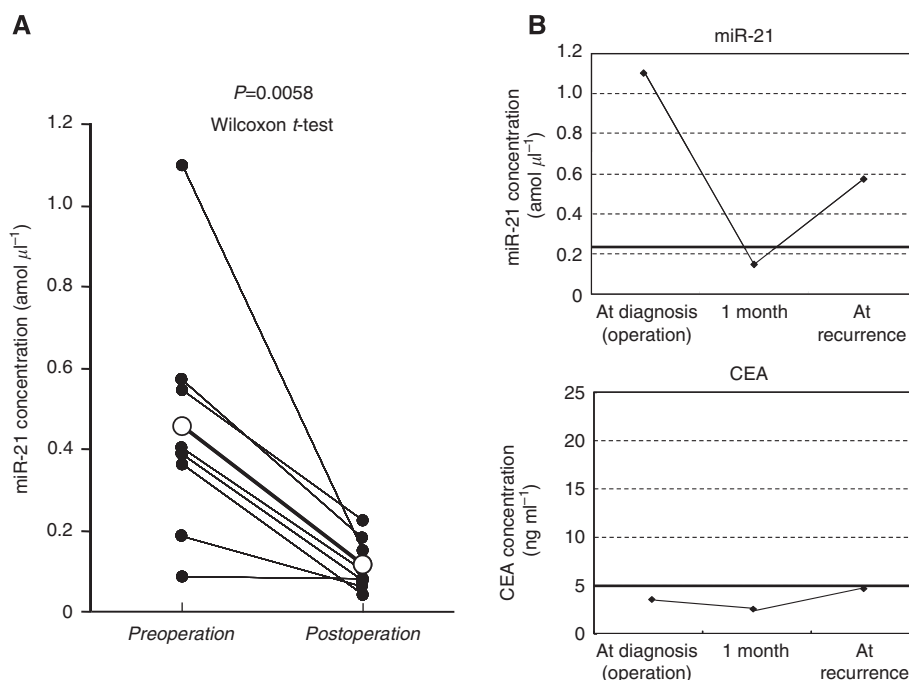 A
P=0.0058
Wilcoxon t-test
miR-21 concentration (amol μl⁻¹)
1.2
1.0
0.8
0.6
0.4
0.2
0
Preoperation
Postoperation
B
miR-21
miR-21 concentration
(amol μl⁻¹)
1.2
1.0
0.8
0.6
0.4
0.2
0
At diagnosis
(operation)
1 month
At
recurrence
CEA
CEA concentration
(ng ml⁻¹)
25
20
15
10
5
0
At diagnosis
(operation)
1 month
At
recurrence